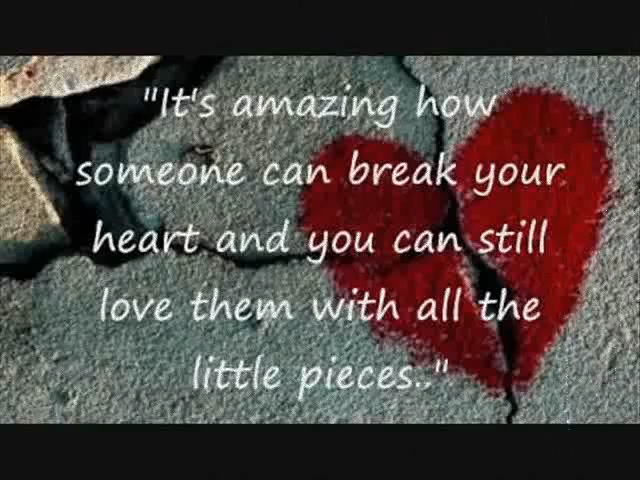 "It's amazing how
someone can break your
heart and you can still
love them with all the
little pieces.."